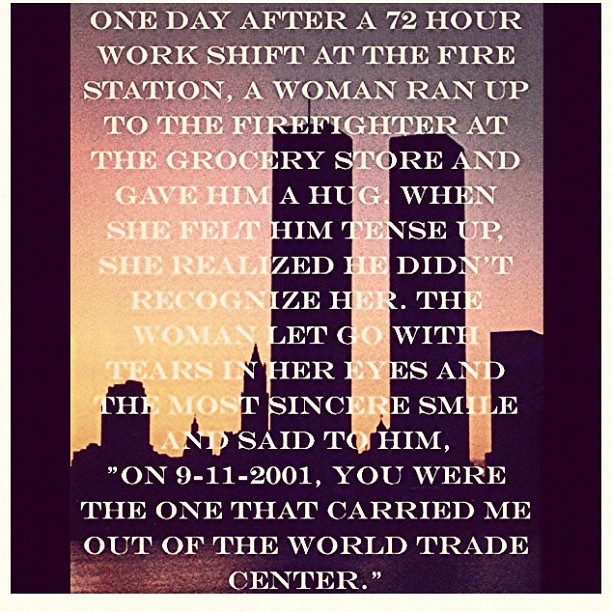 ONE DAY AFTER A 72 HOUR
WORK SHIFT AT THE FIRE
STATION, A WOMAN RAN UP
TO THE FIREFIGHTER AT
THE GROCERY STORE AND
GAVE HIM A HUG. WHEN
SHE FELT HIM TENSE UP,
SHE REALIZED HE DIDN'T
RECOGNIZE HER. THE
WOMAN LET GO WITH
TEARS IN HER EYES AND
THE MOST SINCERE SMILE
AND SAID TO HIM,
"ON 9-11-2001, YOU WERE
THE ONE THAT CARRIED ME
OUT OF THE WORLD TRADE
CENTER."